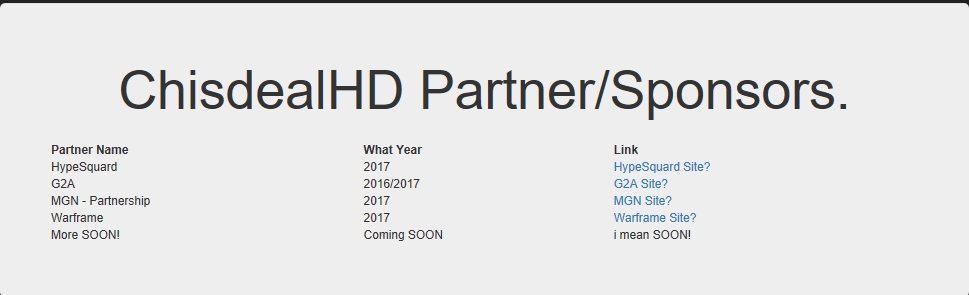 ChisdealHD Partner/Sponsors.
Partner Name What Year Link
HypeSquard 2017 HypeSquard Site?
G2A 2016/2017 G2A Site?
MGN - Partnership 2017 MGN Site?
Warframe 2017 Warframe Site?
More SOON! Coming SOON i mean SOON!